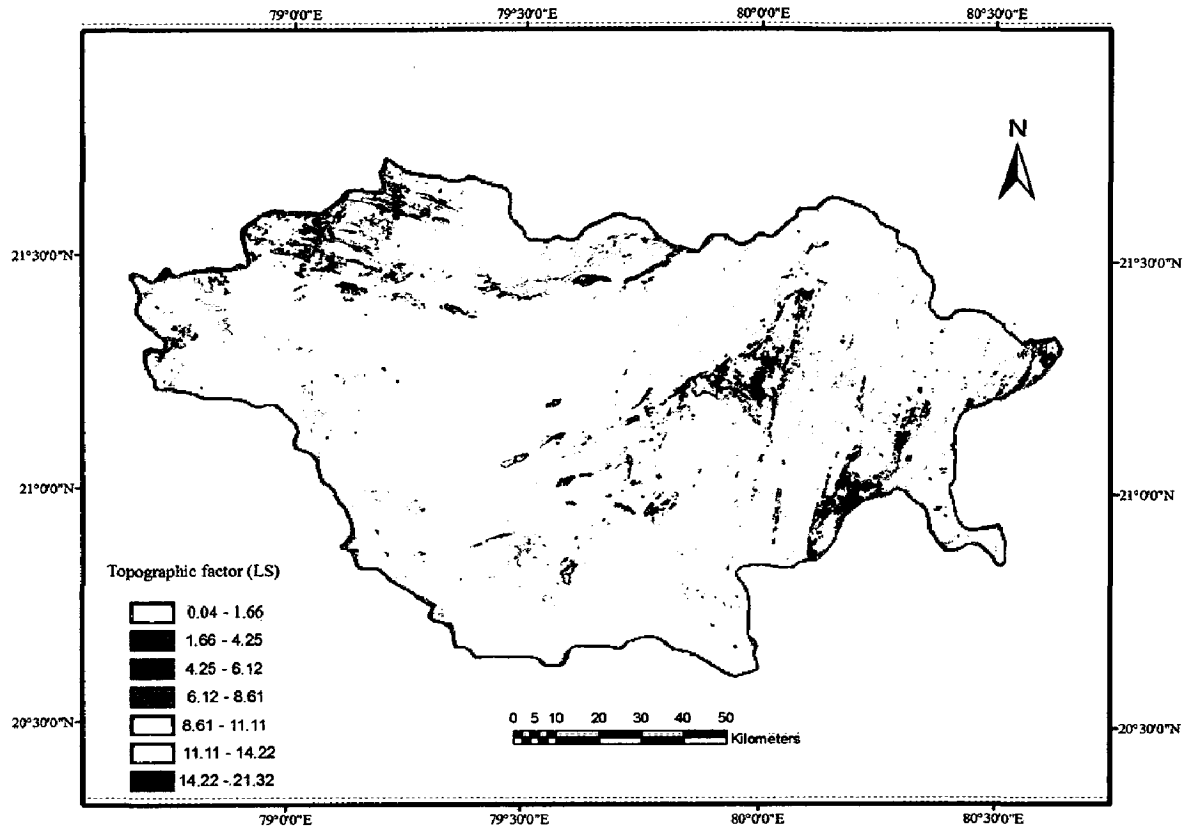 79°0'0"E 79°30'0"E 80°0'0"E 80°30'0"E
N
21°30'0"N 21°30'0"N
21°0'0"N 21°0'0"N
Topographic factor (LS)
0.04 - 1.66
1.66 - 4.25
4.25 - 6.12
6.12 - 8.61
8.61 - 11.11
11.11 - 14.22
14.22 - 21.32
0 5 10 20 30 40 50
Kilometers
20°30'0"N 20°30'0"N
79°0'0"E 79°30'0"E 80°0'0"E 80°30'0"E